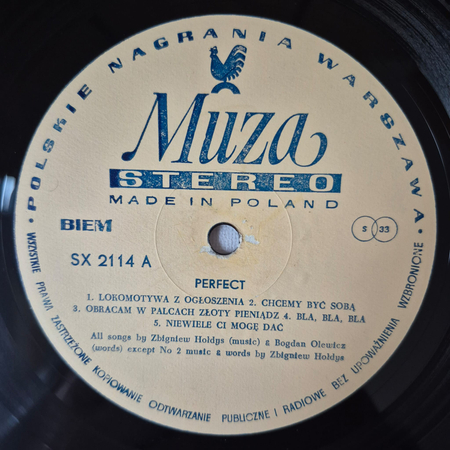 • POLSKIE NAGRANIA WARSZAWA •
Muza
STEREO
MADE IN POLAND
BIEM
S 33
SX 2114 A
PERFECT
1. LOKOMOTYWA Z OGŁOSZENIA 2. CHCEMY BYĆ SOBĄ
3. OBRACAM W PALCACH ZŁOTY PIENIĄDZ 4. BLA, BLA, BLA
5. NIEWIELE CI MOGĘ DAĆ
All songs by Zbigniew Hołdys (music) & Bogdan Olewicz
(words) except No 2 music & words by Zbigniew Hołdys
WSZYSTKIE PRAWA ZASTRZEŻONE KOPIOWANIE ODTWARZANIE PUBLICZNE I RADIOWE BEZ UPOWAŻNIENIA WZBRONIONE